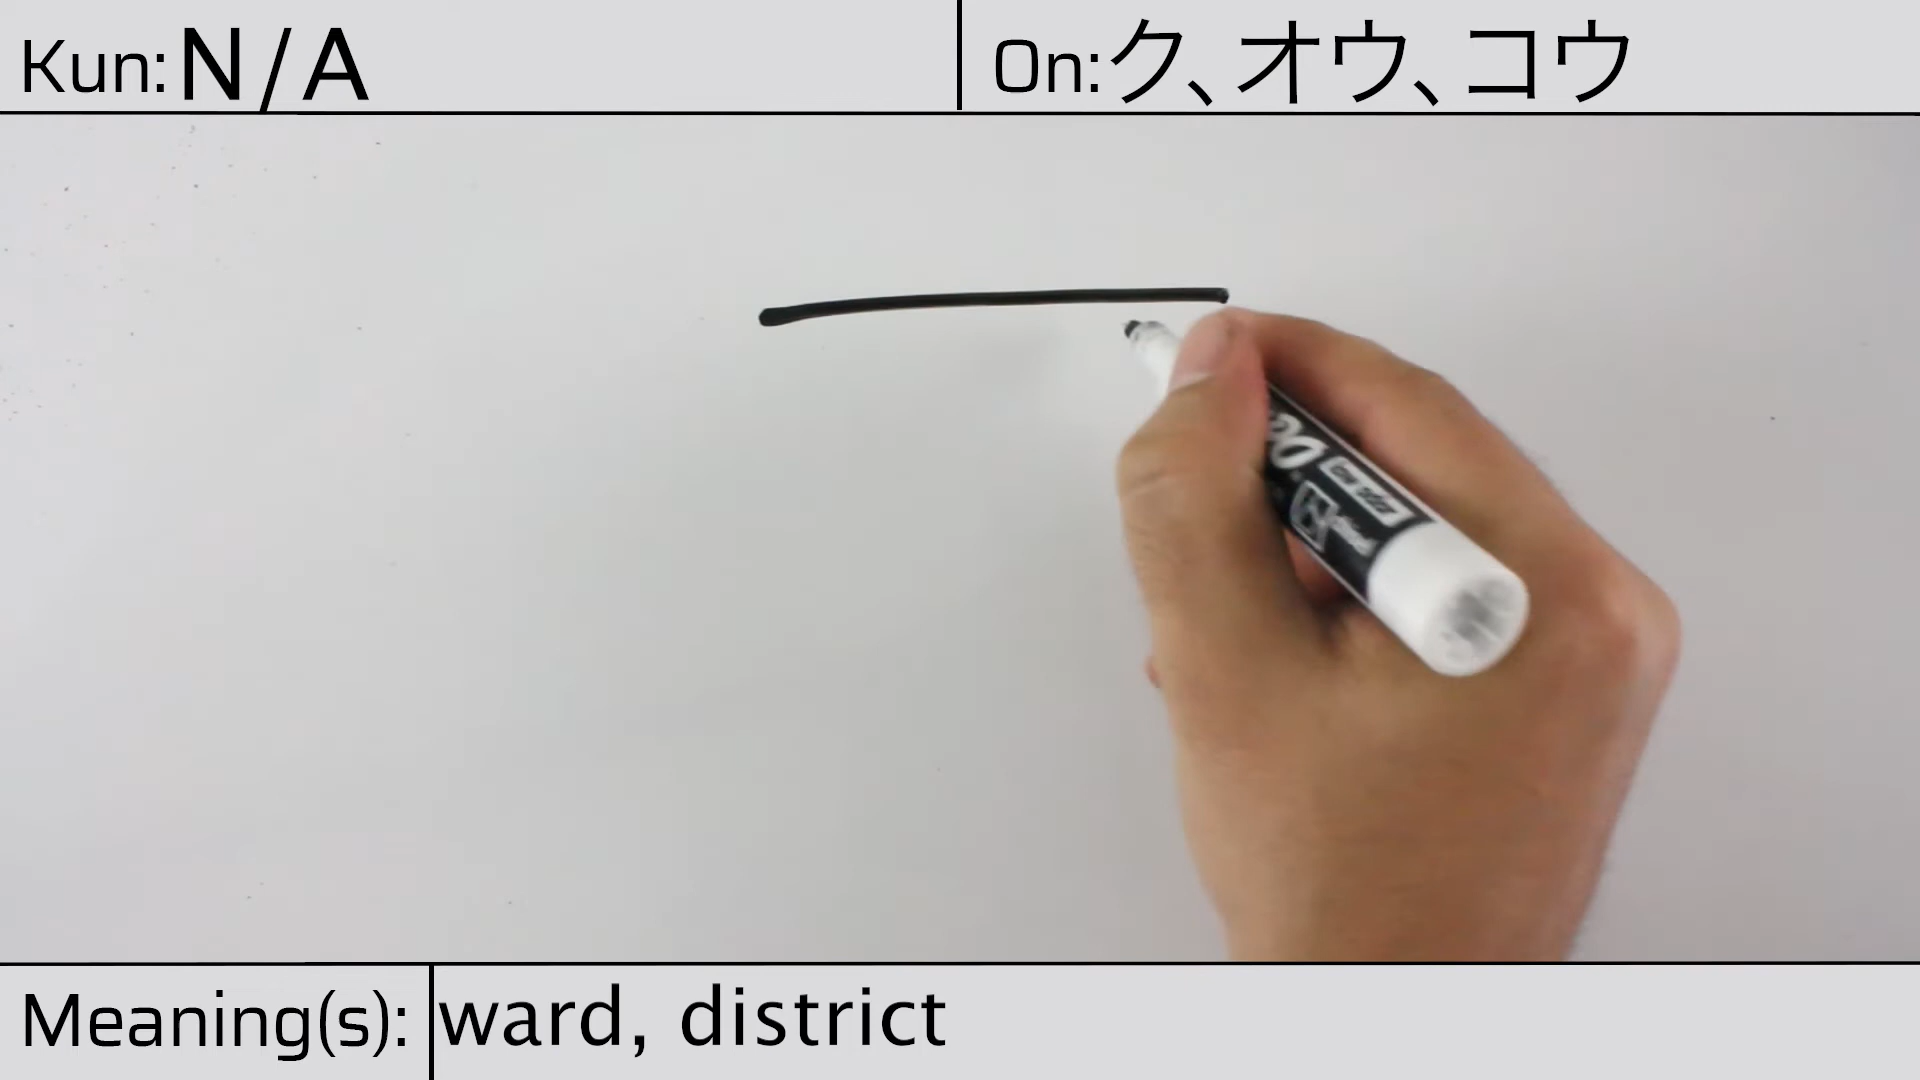 Kun: N/A
On: ク、オウ、コウ
Meaning(s): ward, district